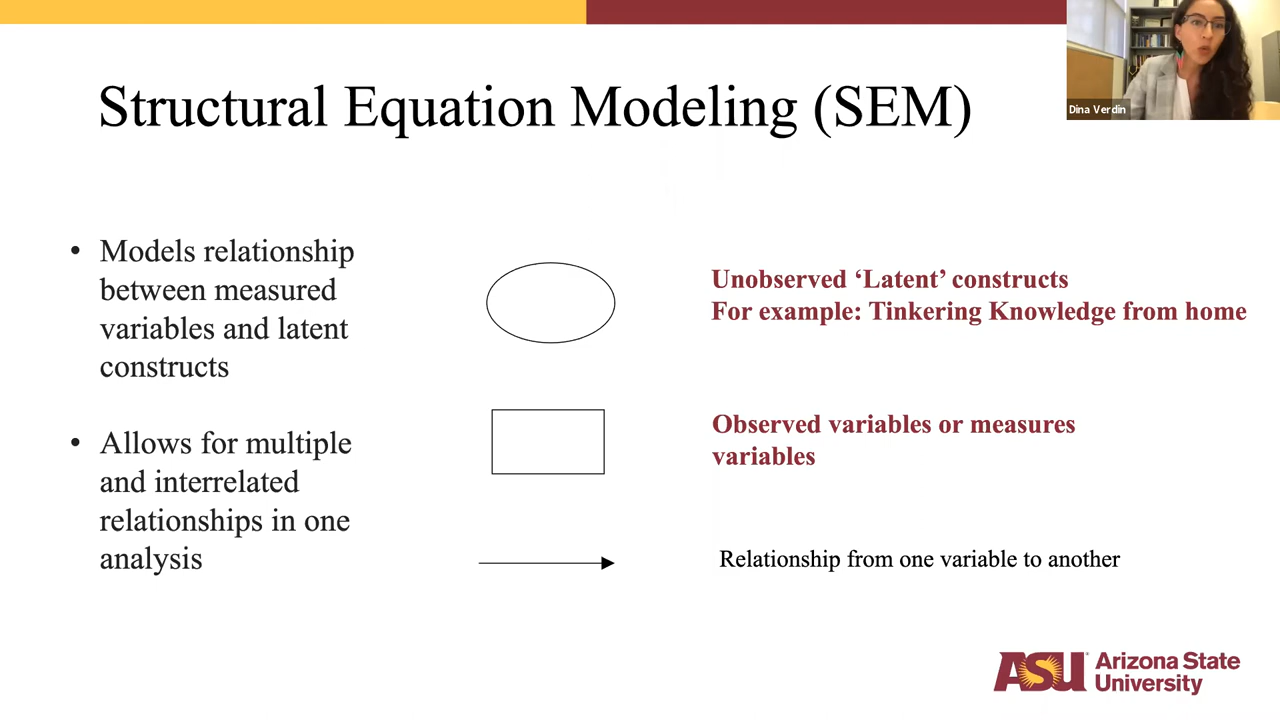 Structural Equation Modeling (SEM)
Dina Verdin
• Models relationship
between measured
variables and latent
constructs
• Allows for multiple
and interrelated
relationships in one
analysis
Unobserved ‘Latent’ constructs
For example: Tinkering Knowledge from home
Observed variables or measures
variables
Relationship from one variable to another
ASU Arizona State
University